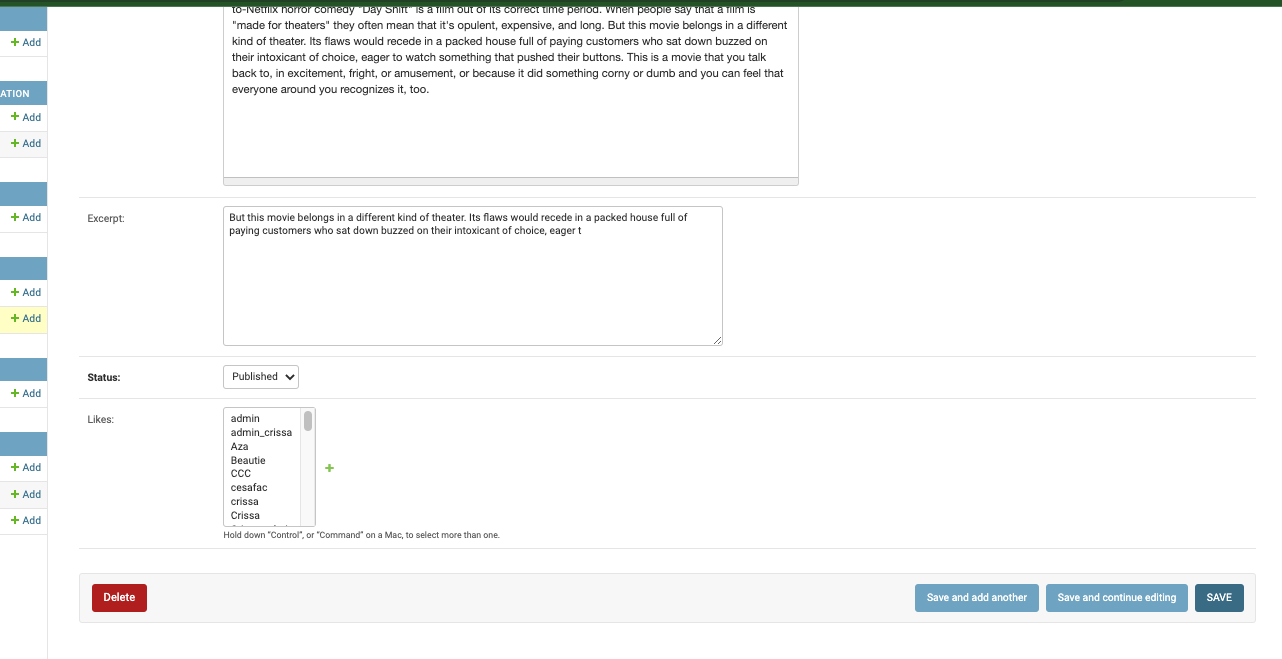 to-Netflix horror comedy "Day Shift" is a film out of its correct time period. When people say that a film is
"made for theaters" they often mean that it's opulent, expensive, and long. But this movie belongs in a different
kind of theater. Its flaws would recede in a packed house full of paying customers who sat down buzzed on
their intoxicant of choice, eager to watch something that pushed their buttons. This is a movie that you talk
back to, in excitement, fright, or amusement, or because it did something corny or dumb and you can feel that
everyone around you recognizes it, too.
+ Add
ATION
+ Add
+ Add
+ Add
+ Add
+ Add
+ Add
+ Add
+ Add
+ Add
Excerpt:
But this movie belongs in a different kind of theater. Its flaws would recede in a packed house full of
paying customers who sat down buzzed on their intoxicant of choice, eager t
Status:
Published
Likes:
admin
admin_crissa
Aza
Beautie
CCC
cesafac
crissa
Crissa
+
Hold down "Control", or "Command" on a Mac, to select more than one.
Delete
Save and add another
Save and continue editing
SAVE